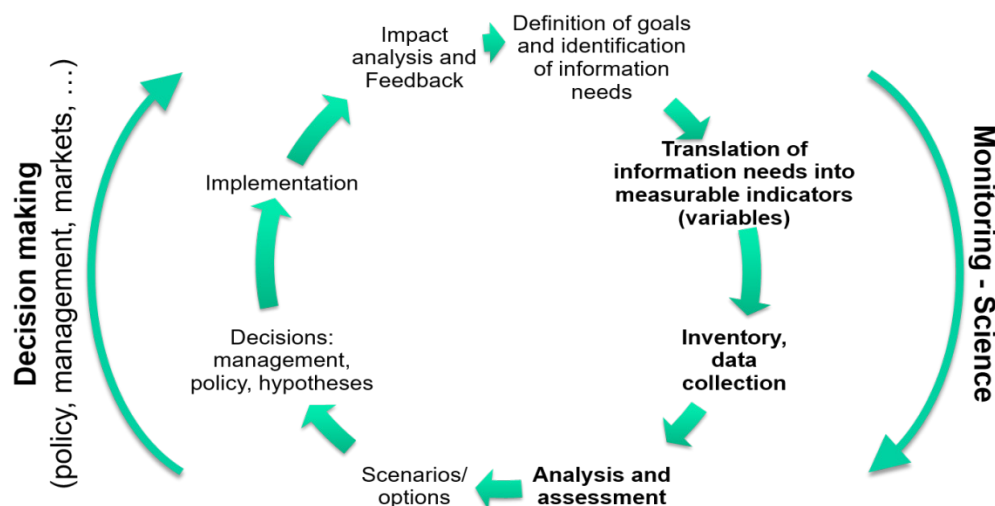 Decision making
(policy, management, markets, …)
Impact
analysis and
Feedback
Definition of goals
and identification
of information
needs
Translation of
information needs into
measurable indicators
(variables)
Inventory,
data
collection
Analysis and
assessment
Scenarios/
options
Decisions:
management,
policy, hypotheses
Implementation
Monitoring - Science